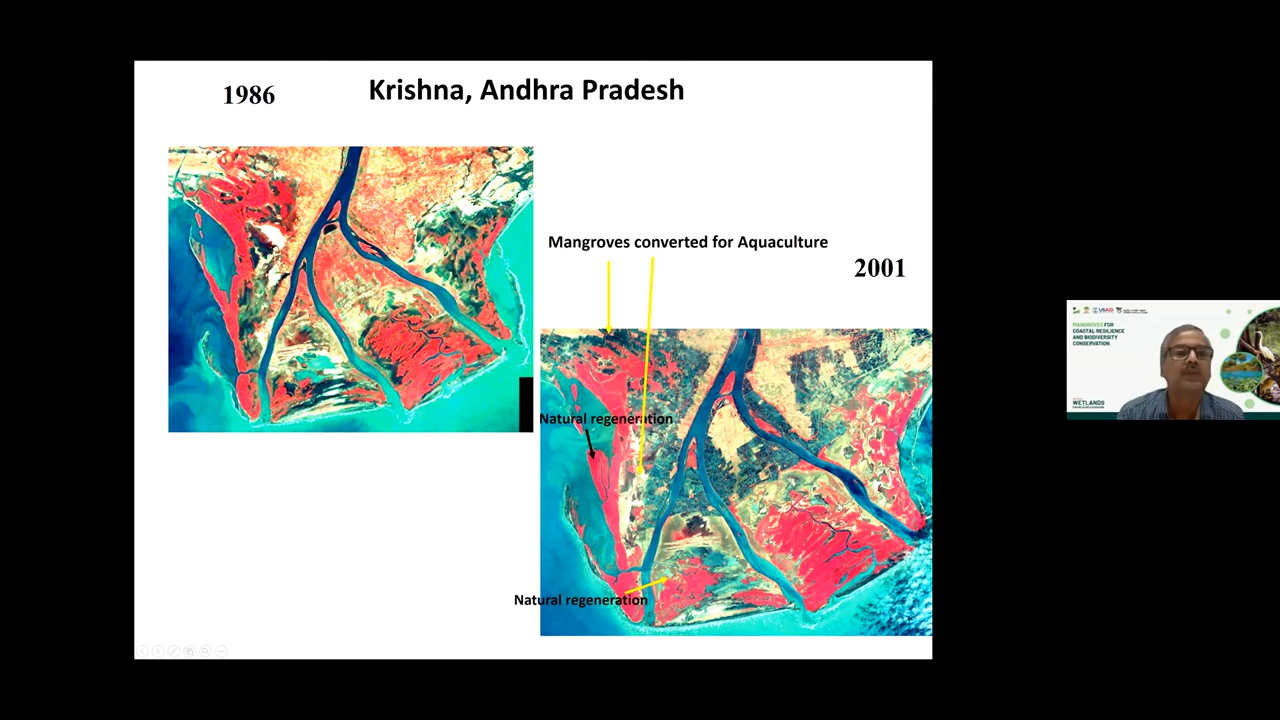 1986
Krishna, Andhra Pradesh
Mangroves converted for Aquaculture
2001
Natural regeneration
Natural regeneration
USAID
MANGROVES FOR
COASTAL RESILIENCE
AND BIODIVERSITY
CONSERVATION
WETLANDS